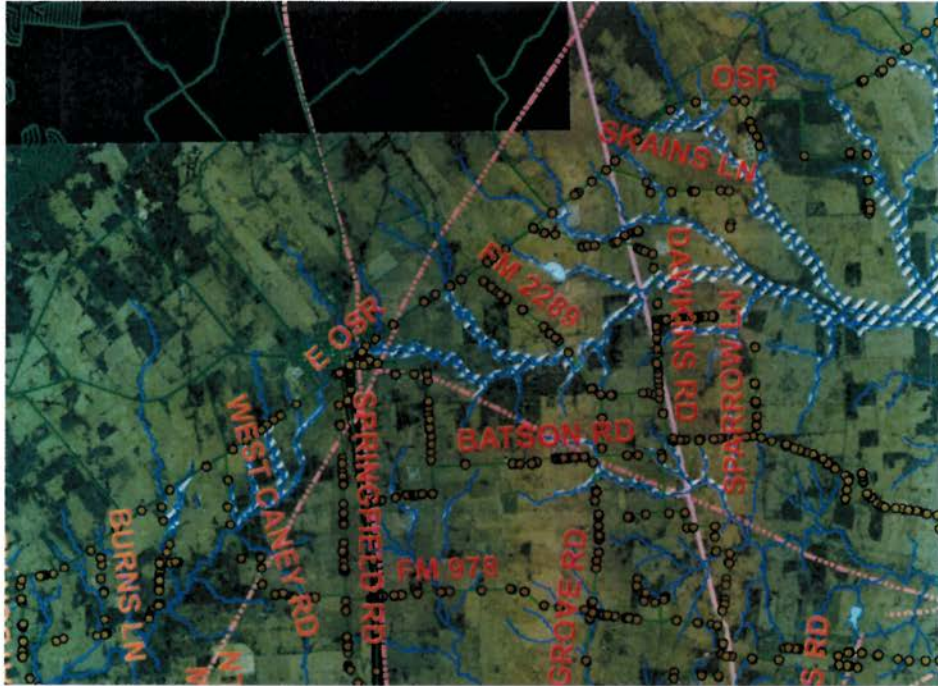 OSR
SKAINS LN
FM 2289
DAWKINS RD
E OSR
SPARROW LN
WEST CANEY RD
SPRINGFIELD RD
BATSON RD
BURNS LN
FM 978
GROVE RD
S RD
N